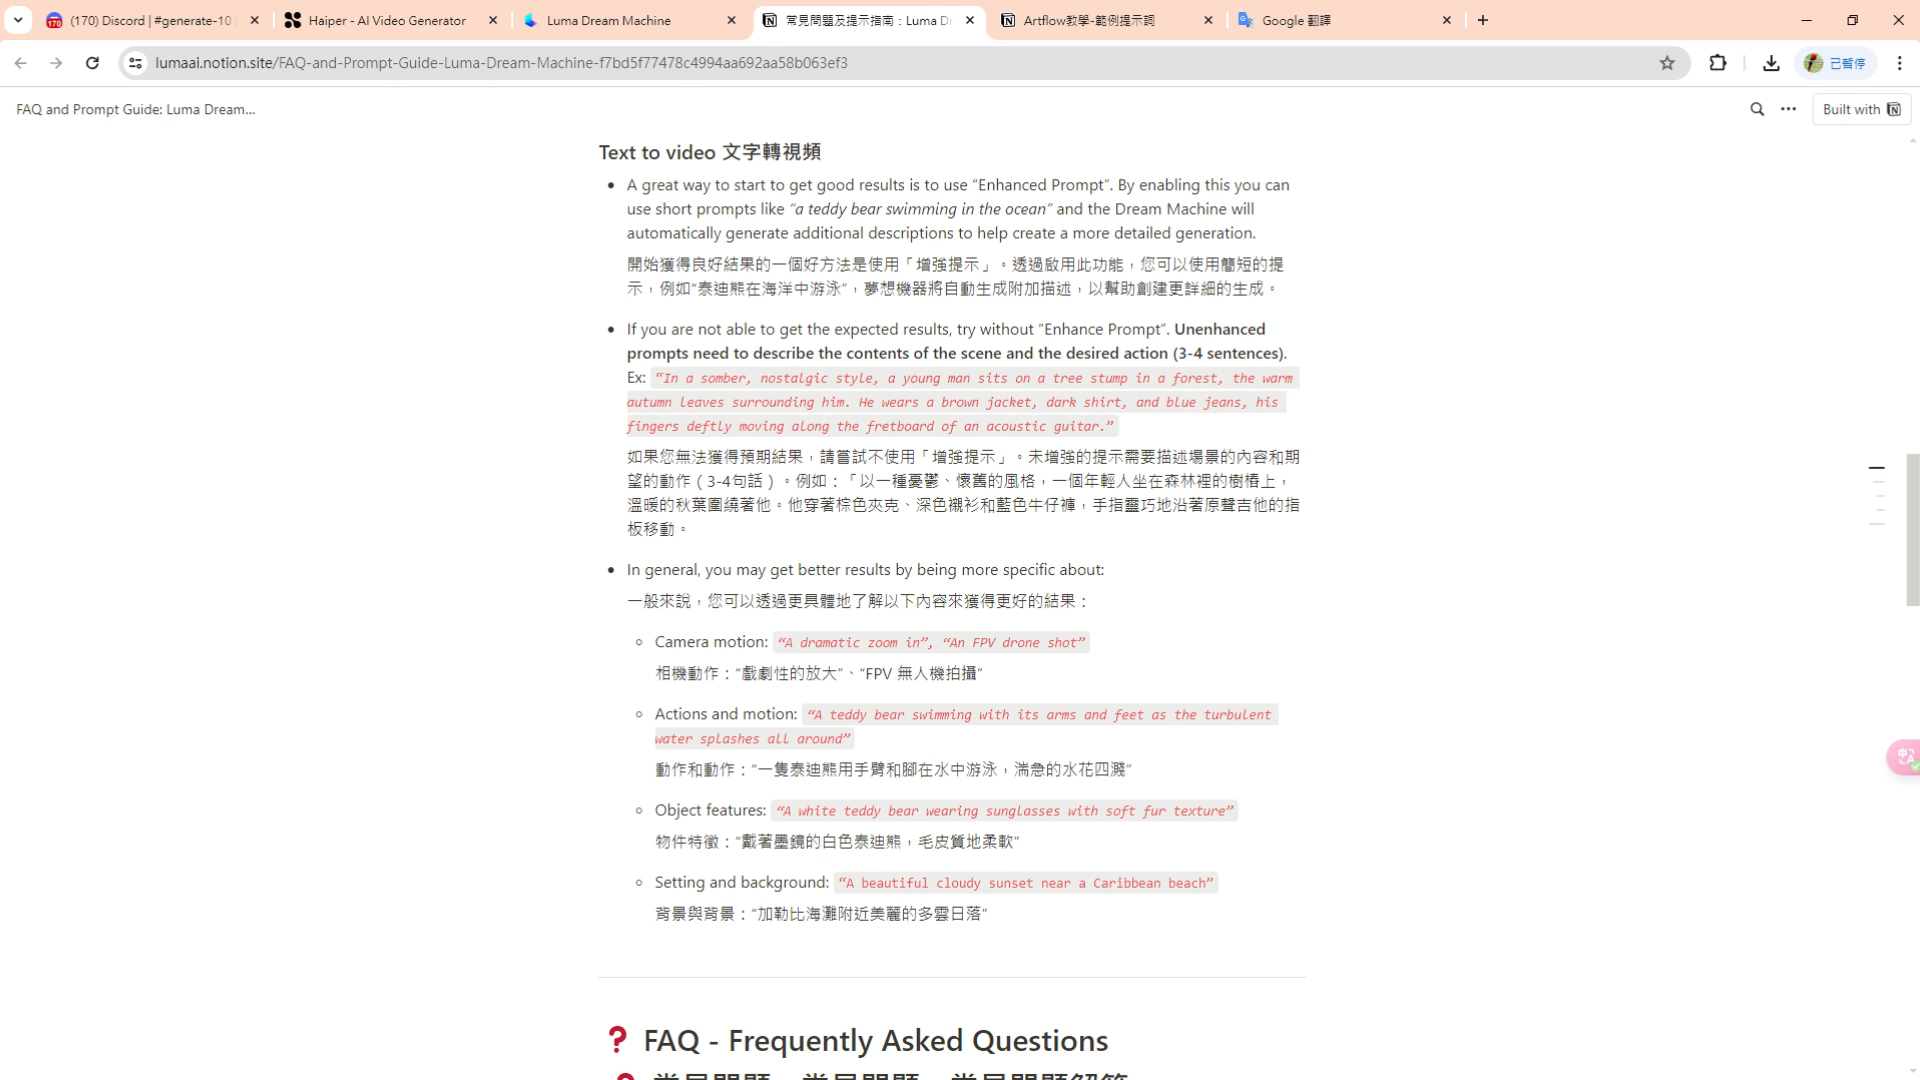 (170) Discord | #generate-10
Haiper - AI Video Generator
Luma Dream Machine
常見問題及提示指南：Luma Dr
Artflow教學-範例提示詞
Google 翻譯
lumaai.notion.site/FAQ-and-Prompt-Guide-Luma-Dream-Machine-f7bd5f77478c4994aa692aa58b063ef3
已暫停
FAQ and Prompt Guide: Luma Dream...
Built with
Text to video 文字轉視頻
• A great way to start to get good results is to use “Enhanced Prompt”. By enabling this you can
use short prompts like “a teddy bear swimming in the ocean” and the Dream Machine will
automatically generate additional descriptions to help create a more detailed generation.
開始獲得良好結果的一個好方法是使用「增強提示」。透過啟用此功能，您可以使用簡短的提
示，例如“泰迪熊在海洋中游泳”，夢想機器將自動生成附加描述，以幫助創建更詳細的生成。
• If you are not able to get the expected results, try without “Enhance Prompt”. Unenhanced
prompts need to describe the contents of the scene and the desired action (3-4 sentences).
Ex: “In a somber, nostalgic style, a young man sits on a tree stump in a forest, the warm
autumn leaves surrounding him. He wears a brown jacket, dark shirt, and blue jeans, his
fingers deftly moving along the fretboard of an acoustic guitar.”
如果您無法獲得預期結果，請嘗試不使用「增強提示」。未增強的提示需要描述場景的內容和期
望的動作（3-4句話）。例如：「以一種憂鬱、懷舊的風格，一個年輕人坐在森林裡的樹樁上，
溫暖的秋葉圍繞著他。他穿著棕色夾克、深色襯衫和藍色牛仔褲，手指靈巧地沿著原聲吉他的指
板移動。
• In general, you may get better results by being more specific about:
一般來說，您可以透過更具體地了解以下內容來獲得更好的結果：
◦ Camera motion: “A dramatic zoom in”, “An FPV drone shot”
相機動作：“戲劇性的放大”、“FPV 無人機拍攝”
◦ Actions and motion: “A teddy bear swimming with its arms and feet as the turbulent
water splashes all around”
動作和動作：“一隻泰迪熊用手臂和腳在水中游泳，湍急的水花四濺”
◦ Object features: “A white teddy bear wearing sunglasses with soft fur texture”
物件特徵：“戴著墨鏡的白色泰迪熊，毛皮質地柔軟”
◦ Setting and background: “A beautiful cloudy sunset near a Caribbean beach”
背景與背景：“加勒比海灘附近美麗的多雲日落”
❓ FAQ - Frequently Asked Questions